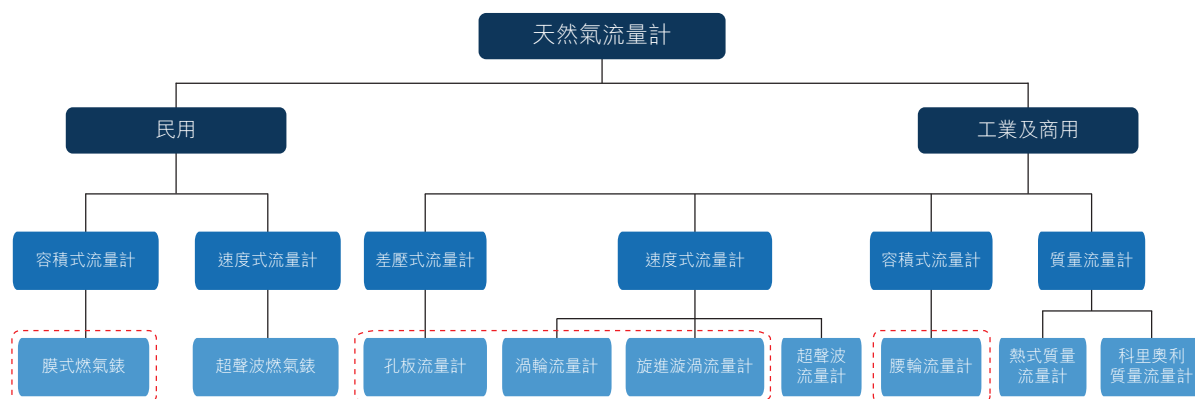 天然氣流量計
民用
工業及商用
容積式流量計
速度式流量計
差壓式流量計
速度式流量計
容積式流量計
質量流量計
膜式燃氣錶
超聲波燃氣錶
孔板流量計
渦輪流量計
旋進漩渦流量計
超聲波
流量計
腰輪流量計
熱式質量
流量計
科里奧利
質量流量計